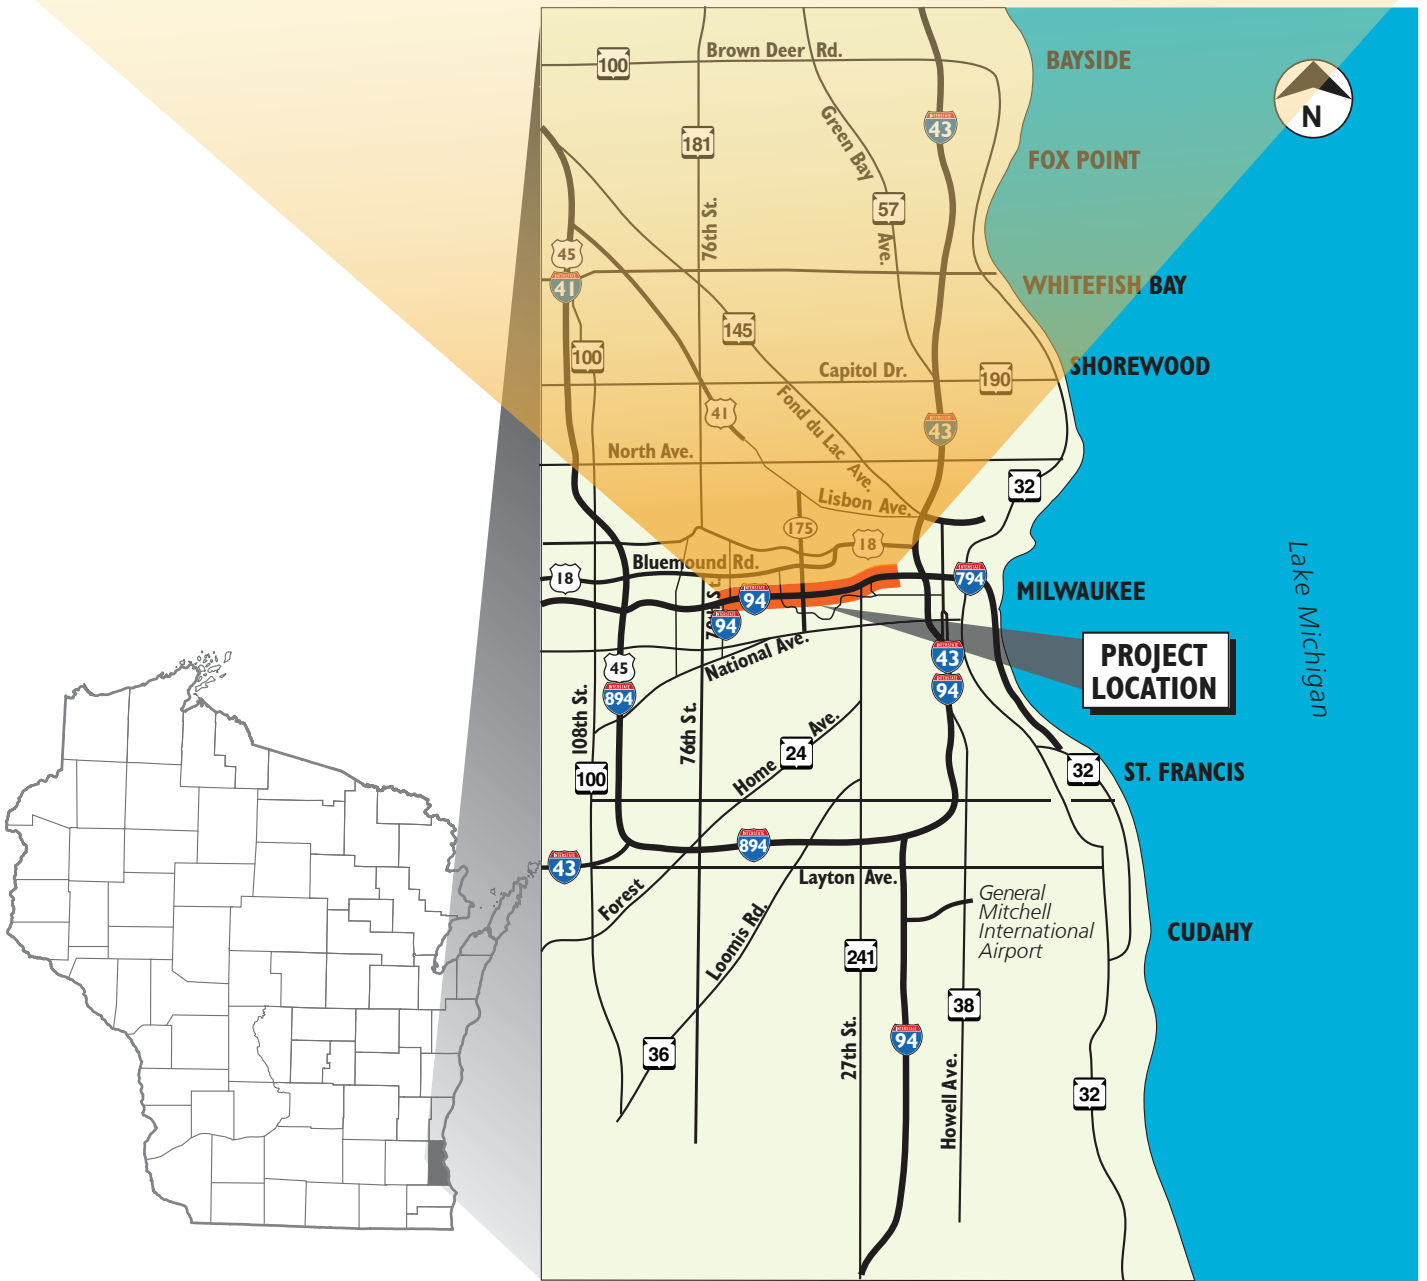 Brown Deer Rd.
100
BAYSIDE
N
43
Green Bay
181
FOX POINT
57
76th St.
Ave.
45
41
WHITEFISH BAY
145
100
Capitol Dr.
190
SHOREWOOD
41
Fond du Lac Ave.
43
North Ave.
32
Lisbon Ave.
175
18
Bluemound Rd.
18
794
94
MILWAUKEE
Lake Michigan
94
National Ave.
43
PROJECT
LOCATION
45
894
94
108th St.
76th St.
Ave.
24
Home
100
32
ST. FRANCIS
894
43
Layton Ave.
Forest
General
Mitchell
International
Airport
Loomis Rd.
CUDAHY
241
38
36
27th St.
94
Howell Ave.
32